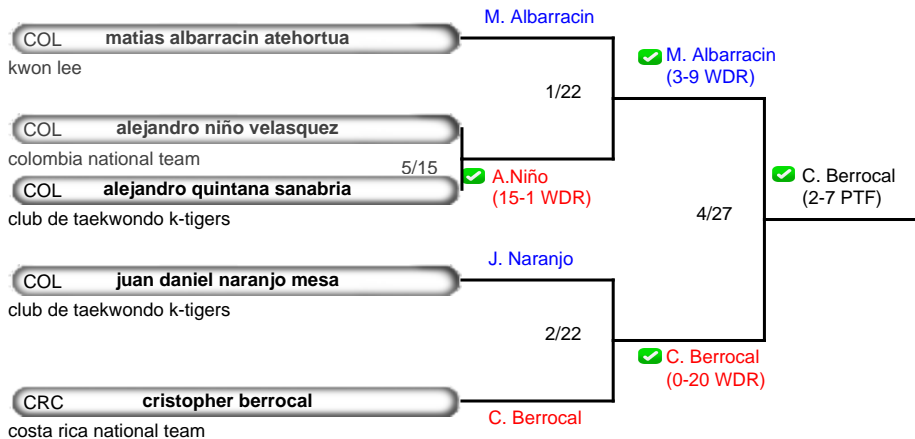 M. Albarracin
COL matias albarracin atehortua
kwon lee
M. Albarracin
(3-9 WDR)
1/22
COL alejandro niño velasquez
colombia national team
5/15
COL alejandro quintana sanabria
club de taekwondo k-tigers
A.Niño
(15-1 WDR)
C. Berrocal
(2-7 PTF)
4/27
J. Naranjo
COL juan daniel naranjo mesa
club de taekwondo k-tigers
2/22
C. Berrocal
(0-20 WDR)
CRC cristopher berrocal
costa rica national team
C. Berrocal